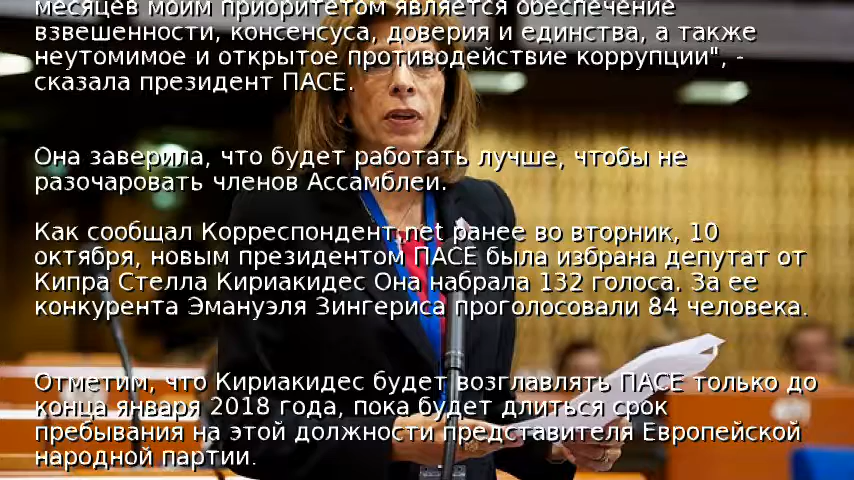 месяцев моим приоритетом является обеспечение
взвешенности, консенсуса, доверия и единства, а также
неутомимое и открытое противодействие коррупции", -
сказала президент ПАСЕ.
Она заверила, что будет работать лучше, чтобы не
разочаровать членов Ассамблеи.
Как сообщал Корреспондент.net ранее во вторник, 10
октября, новым президентом ПАСЕ была избрана депутат от
Кипра Стелла Кириакидес Она набрала 132 голоса. За ее
конкурента Эмануэля Зингериса проголосовали 84 человека.
Отметим, что Кириакидес будет возглавлять ПАСЕ только до
конца января 2018 года, пока будет длиться срок
пребывания на этой должности представителя Европейской
народной партии.